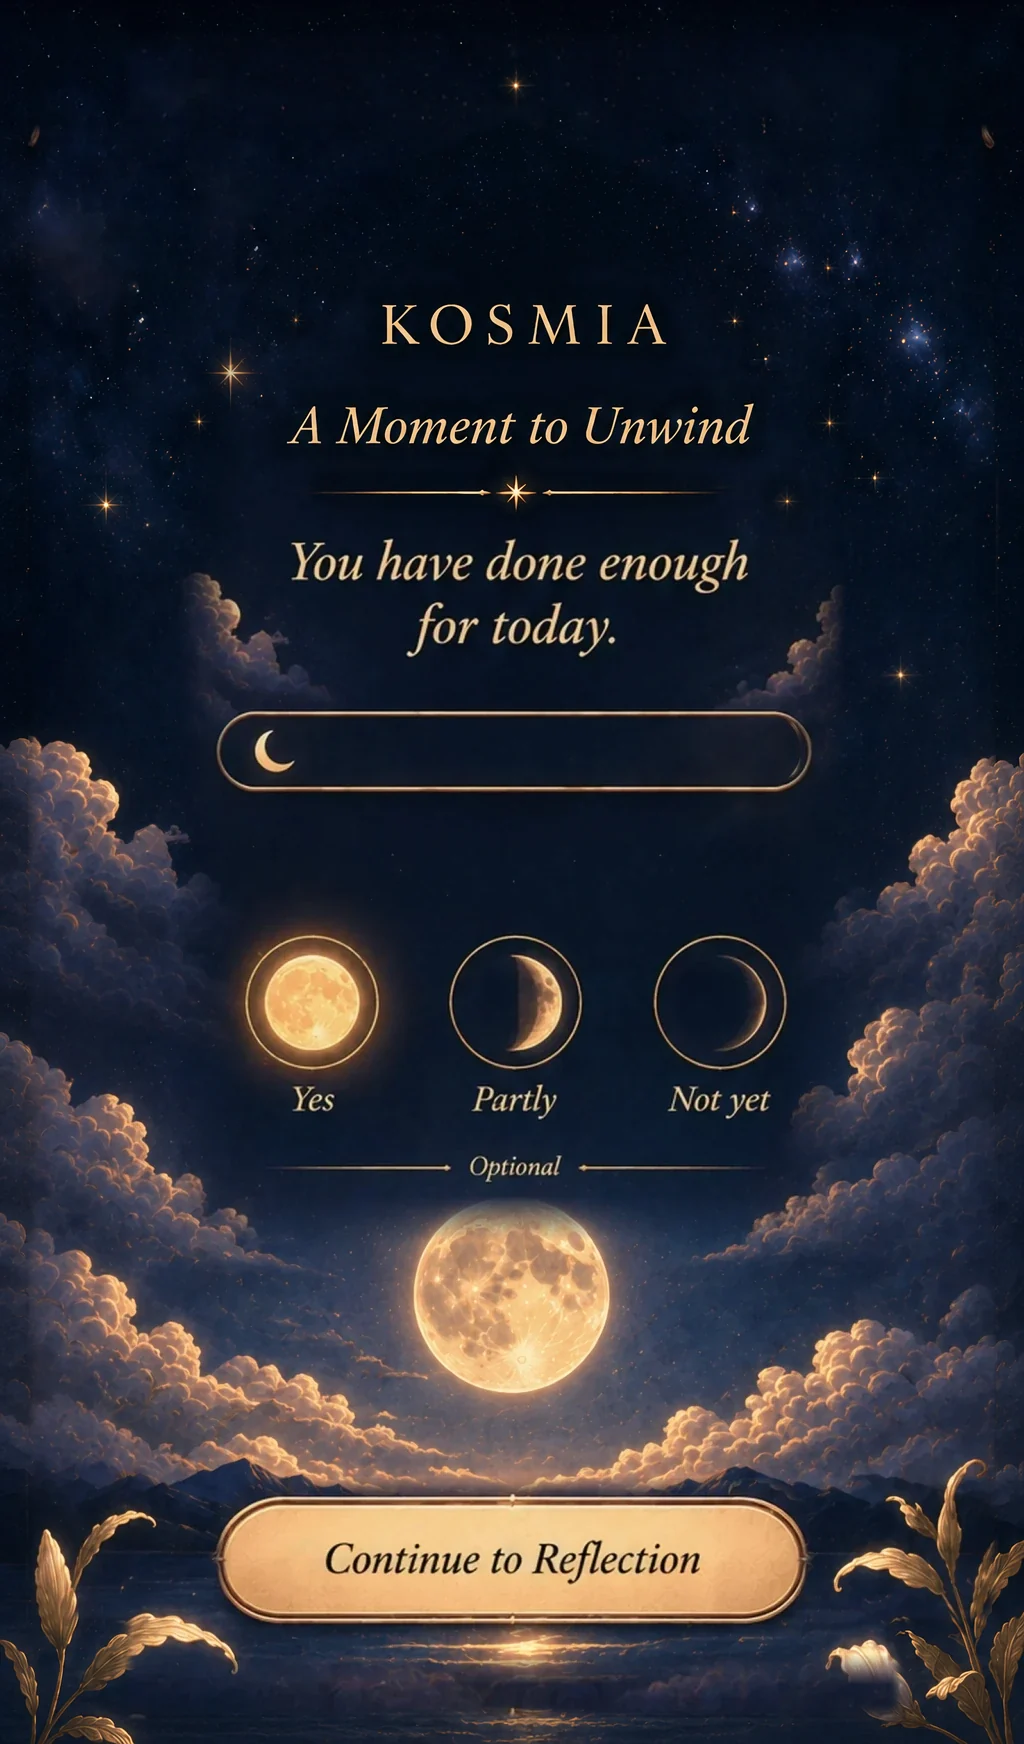 KOSMIA
A Moment to Unwind
You have done enough
for today.
Yes
Partly
Not yet
Optional
Continue to Reflection